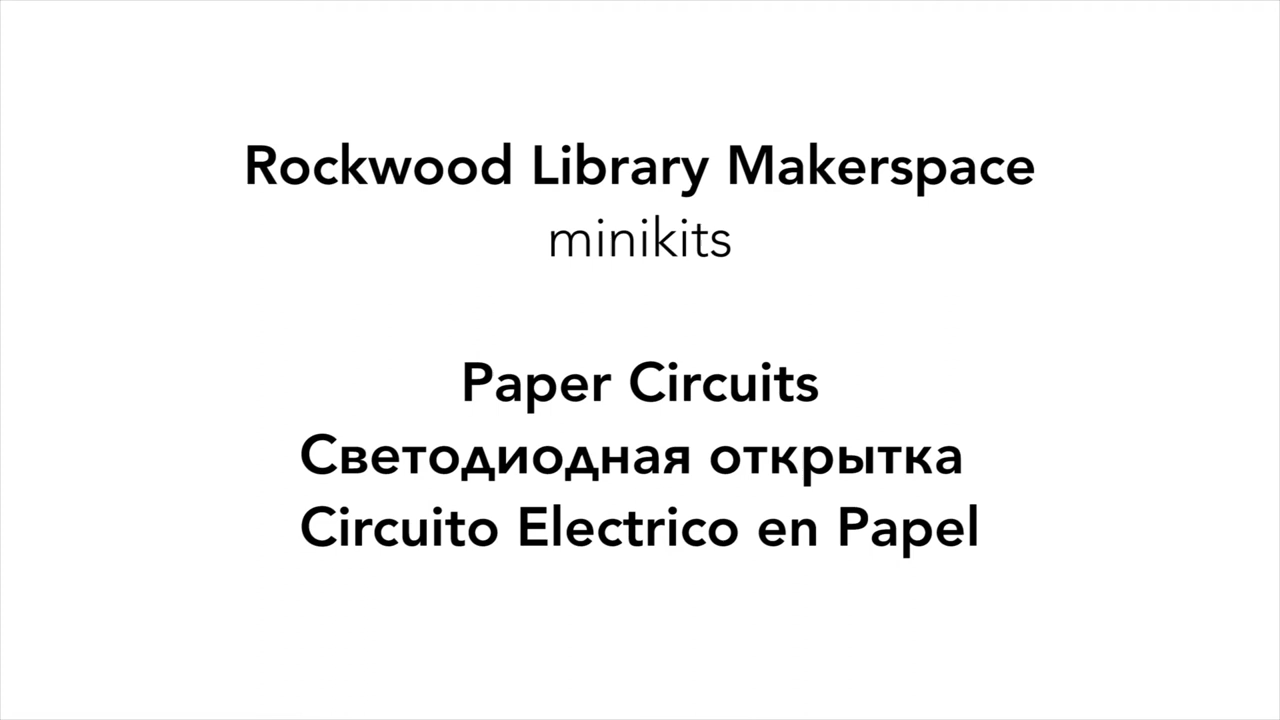 Rockwood Library Makerspace
minikits
Paper Circuits
Светодиодная открытка
Circuito Electrico en Papel